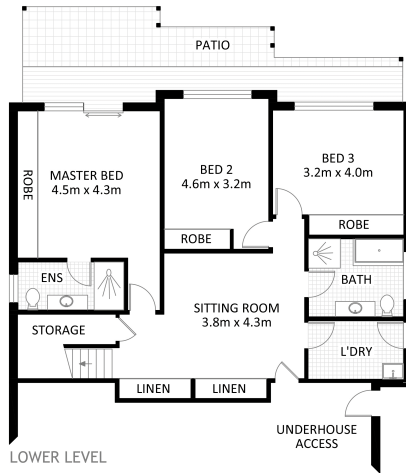 PATIO
ROBE
MASTER BED
4.5m x 4.3m
BED 2
4.6m x 3.2m
BED 3
3.2m x 4.0m
ROBE
ROBE
ENS
BATH
SITTING ROOM
3.8m x 4.3m
STORAGE
L'DRY
LINEN
LINEN
UNDERHOUSE
ACCESS
LOWER LEVEL